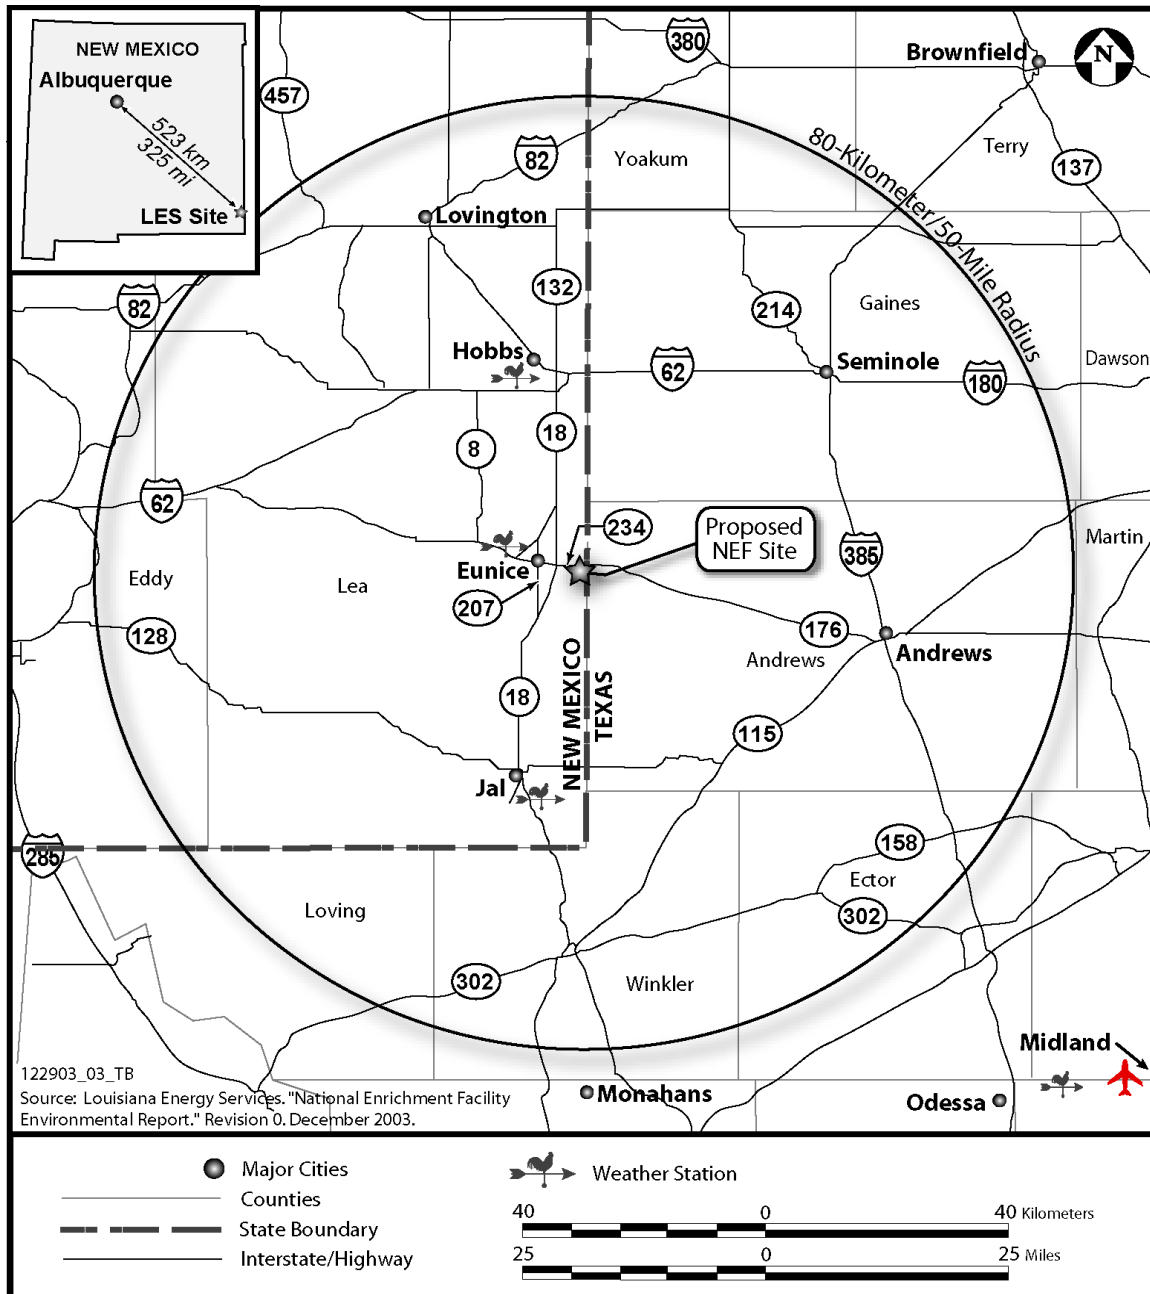 NEW MEXICO
Albuquerque
523 km
325 mi
LES Site
457
380
Brownfield
N
82
Yoakum
Terry
137
80-Kilometer/50-Mile Radius
Lovington
82
132
214
Gaines
Hobbs
62
Seminole
180
Dawson
18
8
62
234
Proposed
NEF Site
Martin
385
Eddy
Lea
Eunice
207
128
176
Andrews
Andrews
18
NEW MEXICO
TEXAS
115
Jal
285
158
Ector
302
Loving
302
Winkler
Midland
122903_03_TB
Source: Louisiana Energy Services. "National Enrichment Facility
Environmental Report." Revision 0. December 2003.
Monahans
Odessa
Major Cities
Counties
State Boundary
Interstate/Highway
Weather Station
40 0 40 Kilometers
25 0 25 Miles